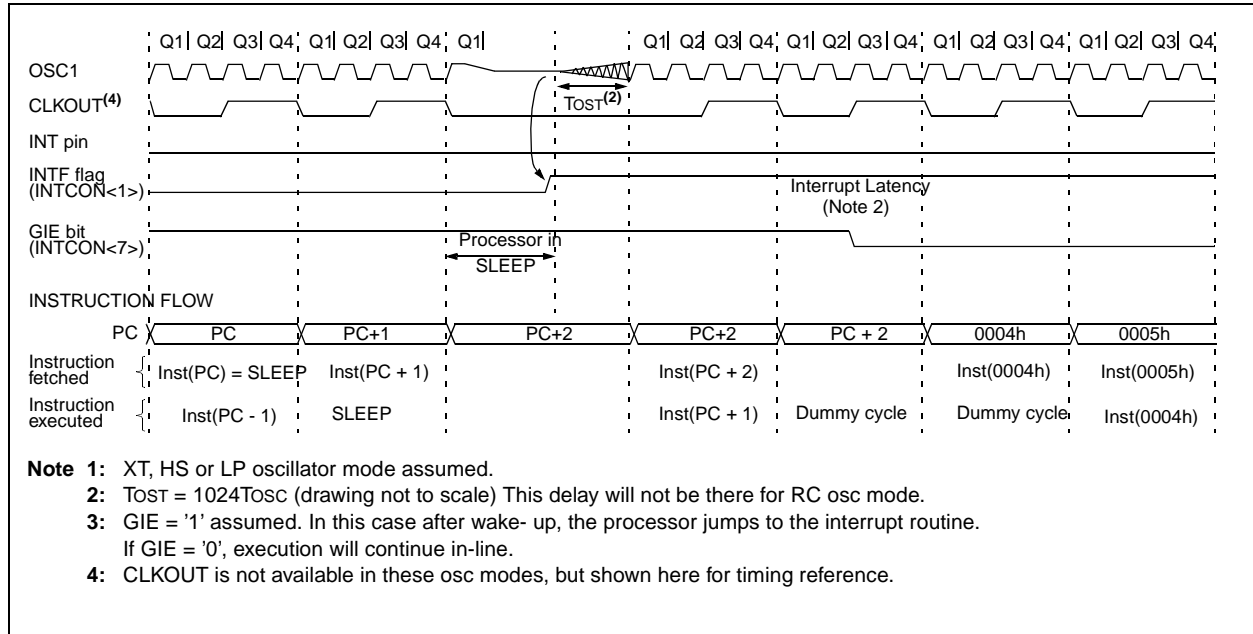 Q1 Q2 Q3 Q4 Q1 Q2 Q3 Q4 Q1 Q1 Q2 Q3 Q4 Q1 Q2 Q3 Q4 Q1 Q2 Q3 Q4 Q1 Q2 Q3 Q4
OSC1
CLKOUT(4)
TOST(2)
INT pin
INTF flag
(INTCON<1>)
Interrupt Latency
(Note 2)
GIE bit
(INTCON<7>)
Processor in
SLEEP
INSTRUCTION FLOW
PC PC PC+1 PC+2 PC+2 PC + 2 0004h 0005h
Instruction
fetched
Inst(PC) = SLEEP Inst(PC + 1) Inst(PC + 2) Inst(0004h) Inst(0005h)
Instruction
executed
Inst(PC - 1) SLEEP Inst(PC + 1) Dummy cycle Dummy cycle Inst(0004h)
Note 1: XT, HS or LP oscillator mode assumed.
2: TOST = 1024TOSC (drawing not to scale) This delay will not be there for RC osc mode.
3: GIE = '1' assumed. In this case after wake- up, the processor jumps to the interrupt routine.
If GIE = '0', execution will continue in-line.
4: CLKOUT is not available in these osc modes, but shown here for timing reference.